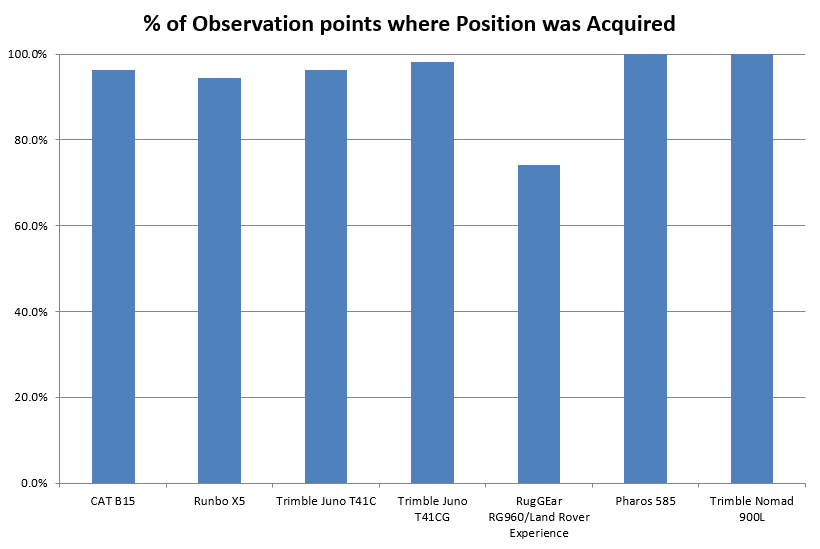 % of Observation points where Position was Acquired
100.0%
80.0%
60.0%
40.0%
20.0%
0.0%
CAT B15
Runbo X5
Trimble Juno T41C
Trimble Juno
T41CG
RugGEar
RG960/Land Rover
Experience
Pharos 585
Trimble Nomad
900L